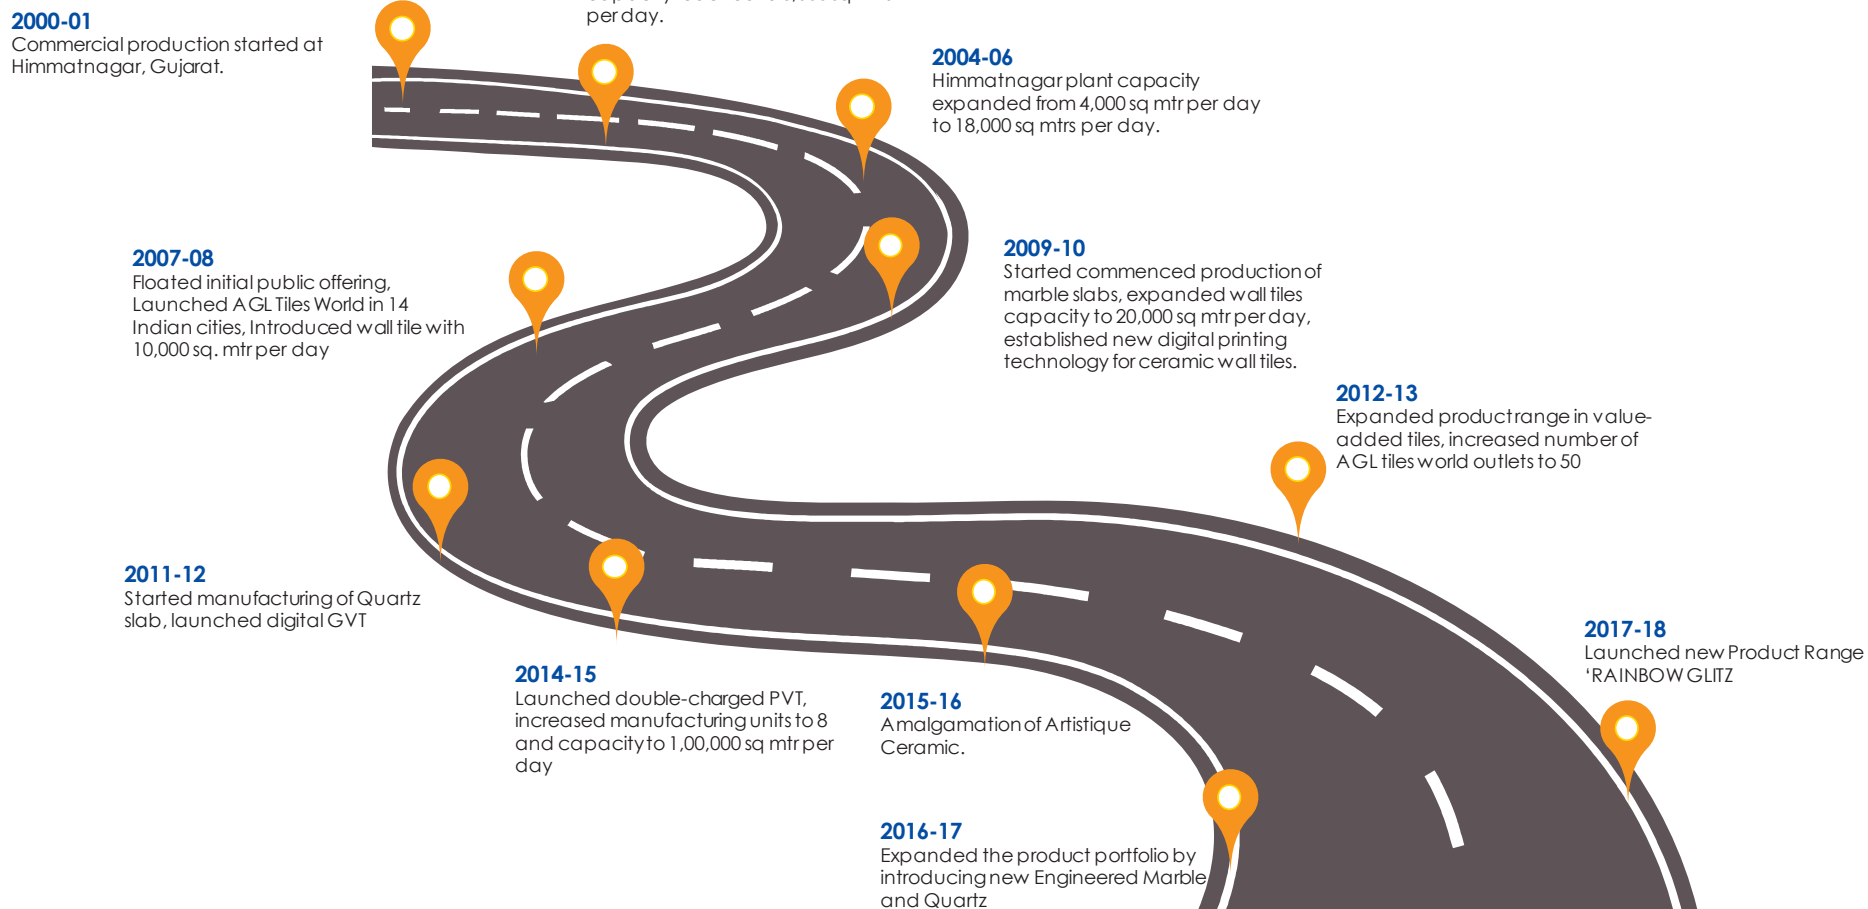 per day.
2000-01
Commercial production started at
Himmatnagar, Gujarat.
2004-06
Himmatnagar plant capacity
expanded from 4,000 sq mtr per day
to 18,000 sq mtrs per day.
2007-08
Floated initial public offering,
Launched AGL Tiles World in 14
Indian cities, Introduced wall tile with
10,000 sq. mtr per day
2009-10
Started commenced production of
marble slabs, expanded wall tiles
capacity to 20,000 sq mtr per day,
established new digital printing
technology for ceramic wall tiles.
2012-13
Expanded product range in value-
added tiles, increased number of
AGL tiles world outlets to 50
2011-12
Started manufacturing of Quartz
slab, launched digital GVT
2014-15
Launched double-charged PVT,
increased manufacturing units to 8
and capacity to 1,00,000 sq mtr per
day
2015-16
Amalgamation of Artistique
Ceramic.
2017-18
Launched new Product Range
‘RAINBOW GLITZ
2016-17
Expanded the product portfolio by
introducing new Engineered Marble
and Quartz